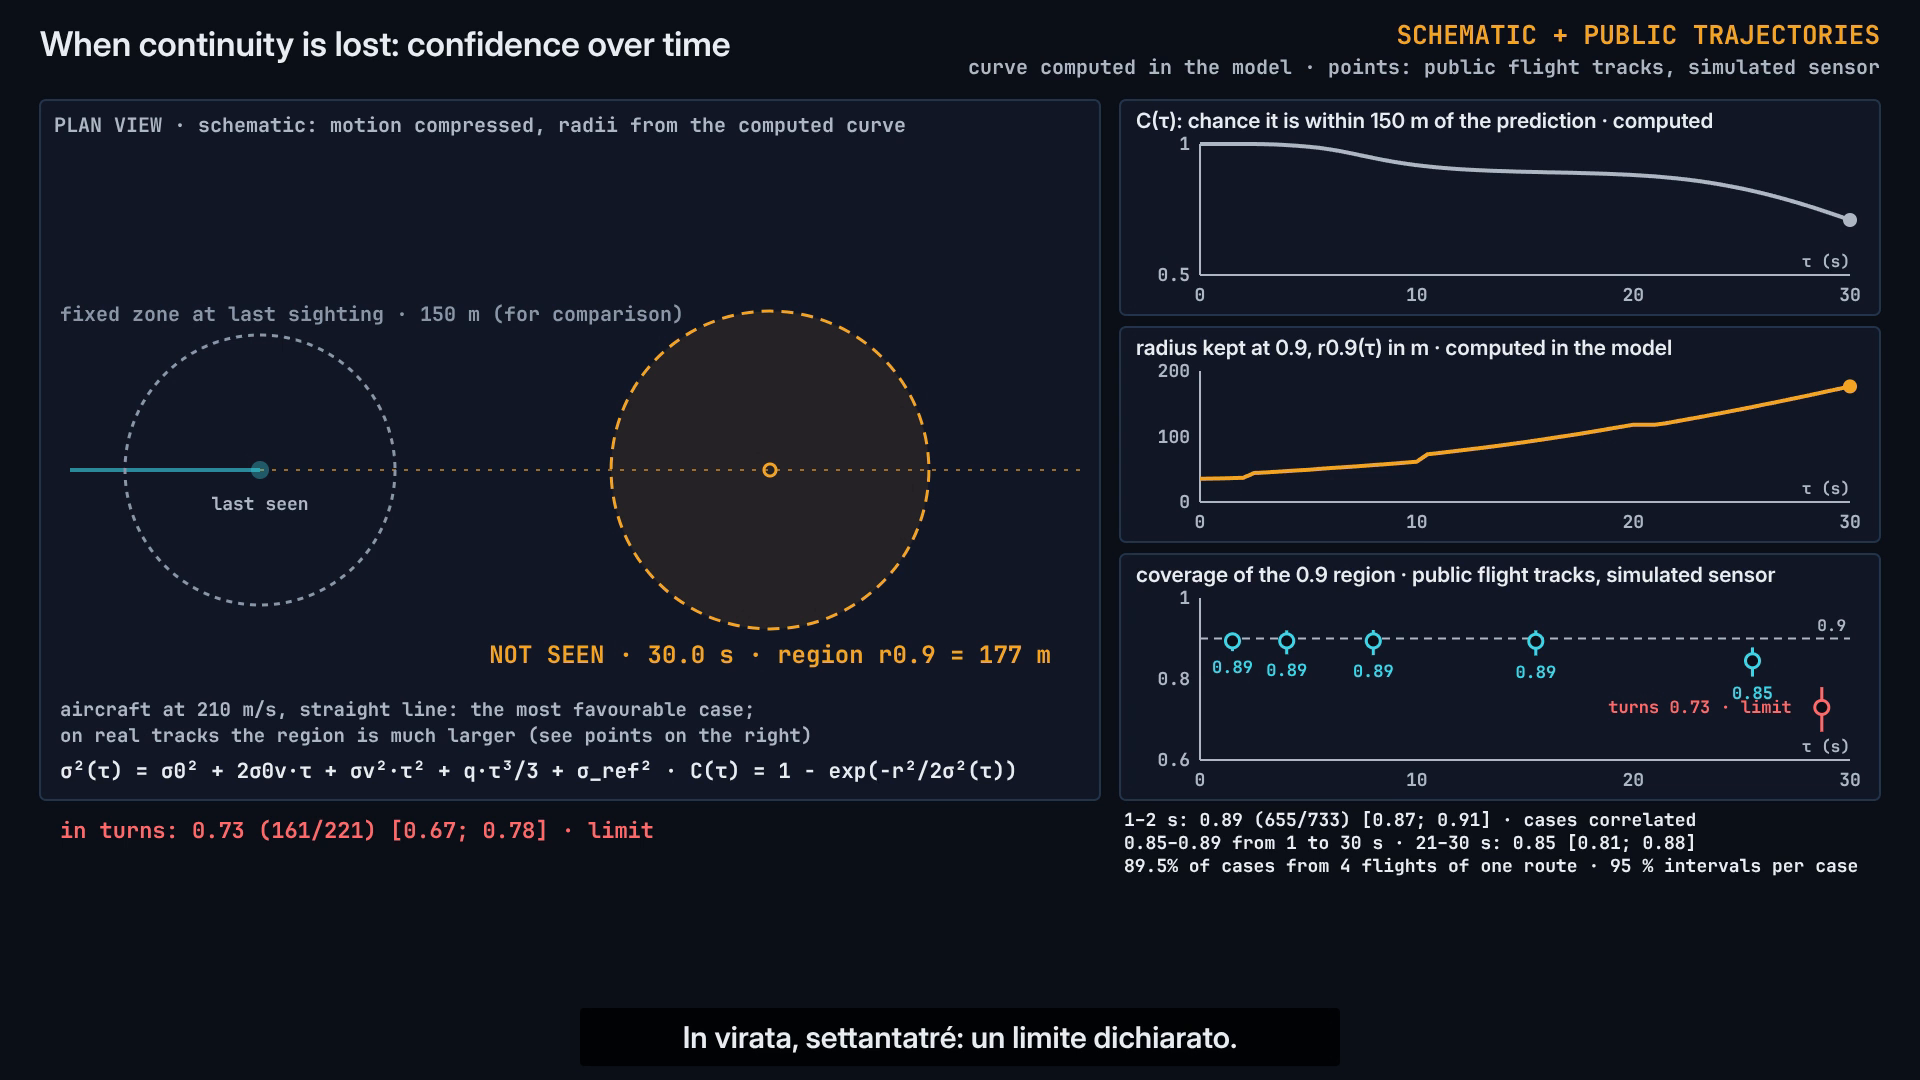 When continuity is lost: confidence over time
SCHEMATIC + PUBLIC TRAJECTORIES
curve computed in the model · points: public flight tracks, simulated sensor
PLAN VIEW · schematic: motion compressed, radii from the computed curve
fixed zone at last sighting · 150 m (for comparison)
last seen
NOT SEEN · 30.0 s · region r0.9 = 177 m
aircraft at 210 m/s, straight line: the most favourable case;
on real tracks the region is much larger (see points on the right)
σ²(τ) = σ0² + 2σ0v·τ + σv²·τ² + q·τ³/3 + σ_ref² · C(τ) = 1 - exp(-r²/2σ²(τ))
in turns: 0.73 (161/221) [0.67; 0.78] · limit
C(τ): chance it is within 150 m of the prediction · computed
1
0.5
τ (s)
0 10 20 30
radius kept at 0.9, r0.9(τ) in m · computed in the model
200
100
0
τ (s)
0 10 20 30
coverage of the 0.9 region · public flight tracks, simulated sensor
1
0.9
0.89 0.89 0.89 0.89
0.8
0.85
turns 0.73 · limit
τ (s)
0.6
0 10 20 30
1–2 s: 0.89 (655/733) [0.87; 0.91] · cases correlated
0.85–0.89 from 1 to 30 s · 21–30 s: 0.85 [0.81; 0.88]
89.5% of cases from 4 flights of one route · 95 % intervals per case
In virata, settantatré: un limite dichiarato.